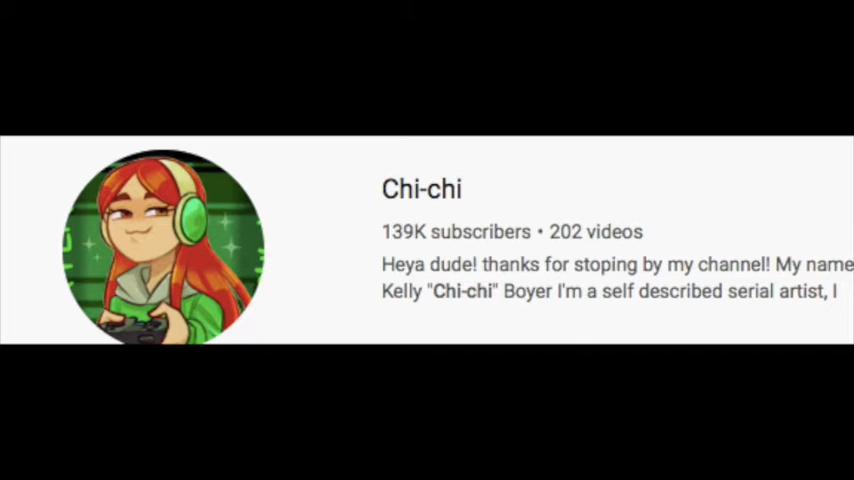 Chi-chi
139K subscribers • 202 videos
Heya dude! thanks for stoping by my channel! My name
Kelly "Chi-chi" Boyer I'm a self described serial artist, I